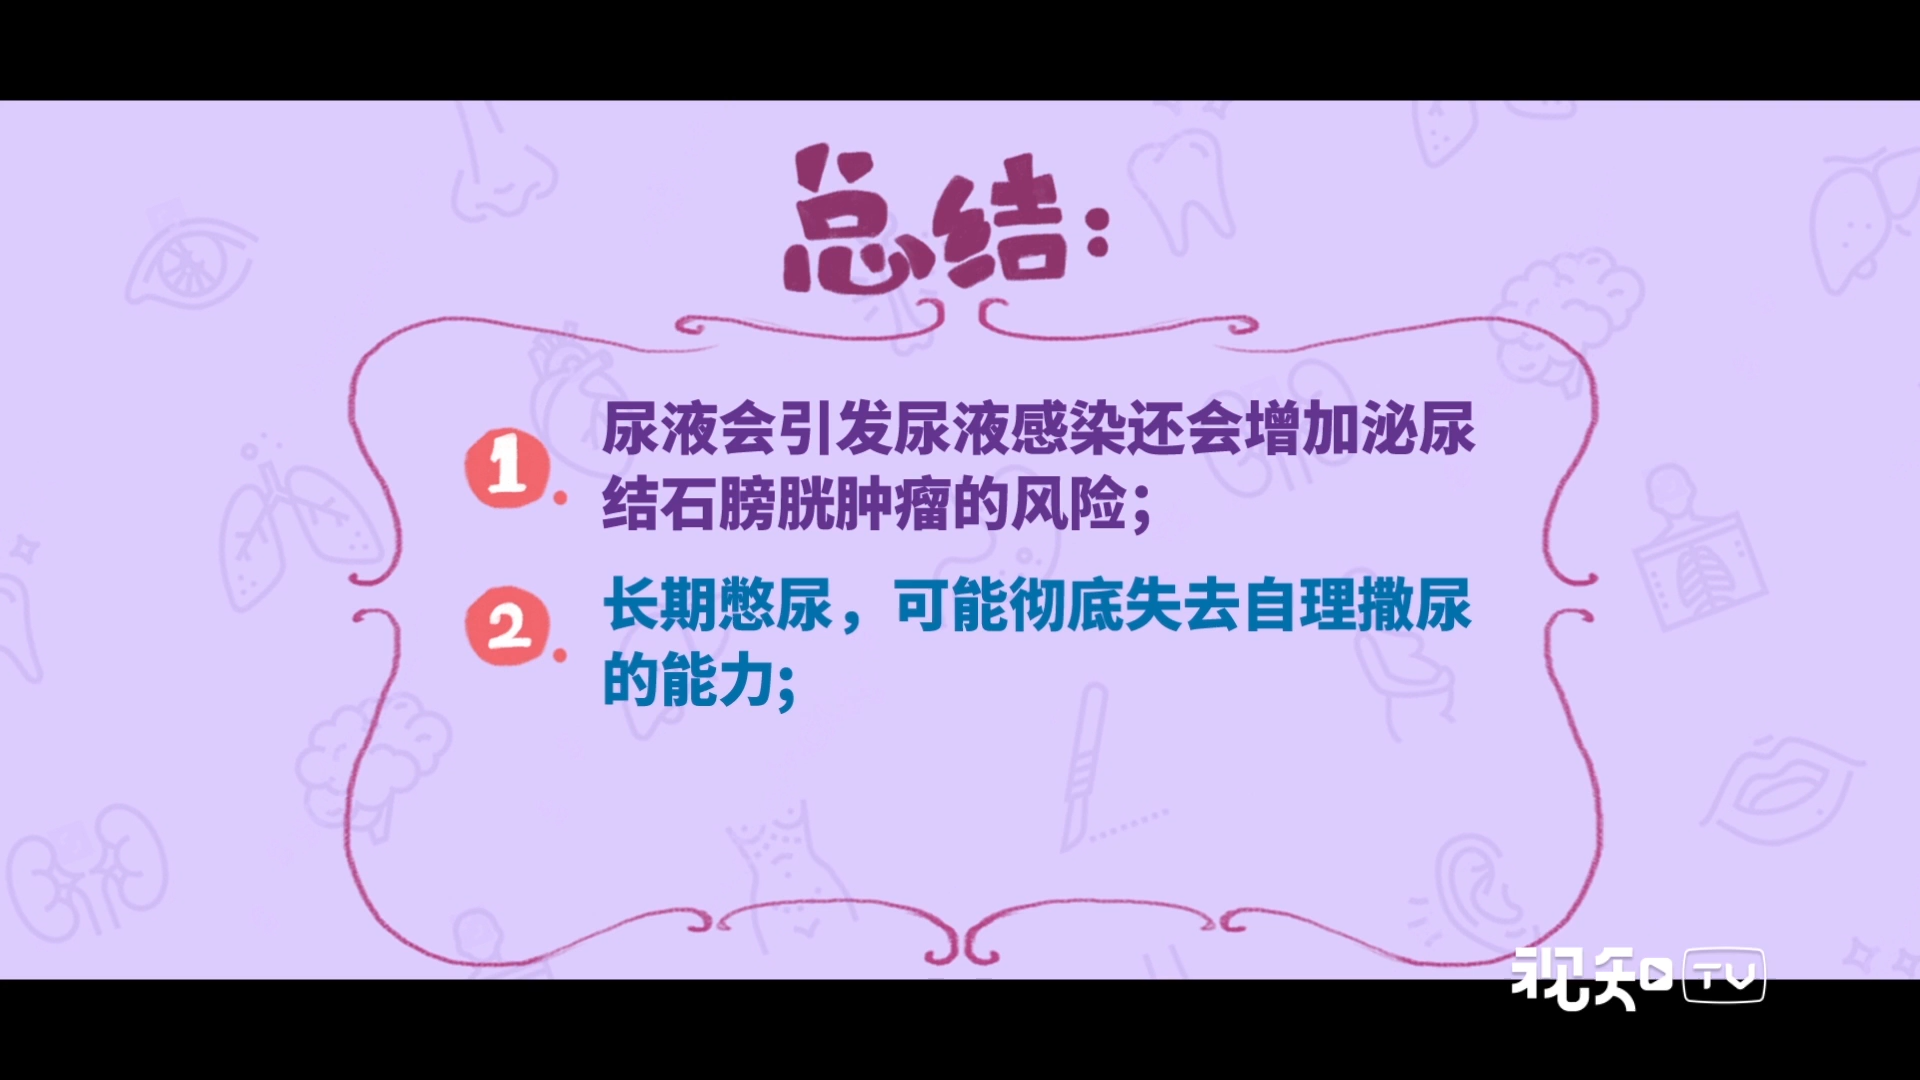 总结:
1.
尿液会引发尿液感染还会增加泌尿
结石膀胱肿瘤的风险；
2.
长期憋尿，可能彻底失去自理撒尿
的能力;
视知TV